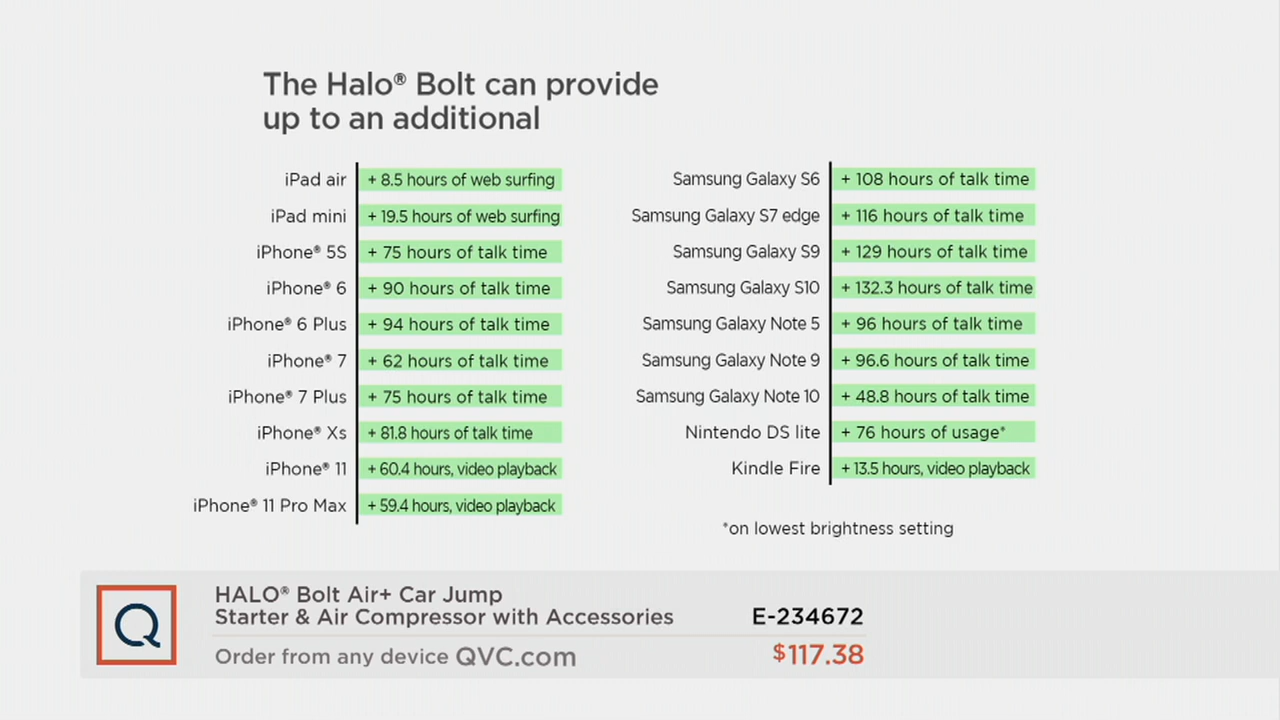 The Halo® Bolt can provide
up to an additional
iPad air + 8.5 hours of web surfing
iPad mini + 19.5 hours of web surfing
iPhone® 5S + 75 hours of talk time
iPhone® 6 + 90 hours of talk time
iPhone® 6 Plus + 94 hours of talk time
iPhone® 7 + 62 hours of talk time
iPhone® 7 Plus + 75 hours of talk time
iPhone® Xs + 81.8 hours of talk time
iPhone® 11 + 60.4 hours, video playback
iPhone® 11 Pro Max + 59.4 hours, video playback
Samsung Galaxy S6 + 108 hours of talk time
Samsung Galaxy S7 edge + 116 hours of talk time
Samsung Galaxy S9 + 129 hours of talk time
Samsung Galaxy S10 + 132.3 hours of talk time
Samsung Galaxy Note 5 + 96 hours of talk time
Samsung Galaxy Note 9 + 96.6 hours of talk time
Samsung Galaxy Note 10 + 48.8 hours of talk time
Nintendo DS lite + 76 hours of usage*
Kindle Fire + 13.5 hours, video playback
*on lowest brightness setting
Q
HALO® Bolt Air+ Car Jump
Starter & Air Compressor with Accessories E-234672
Order from any device QVC.com $117.38